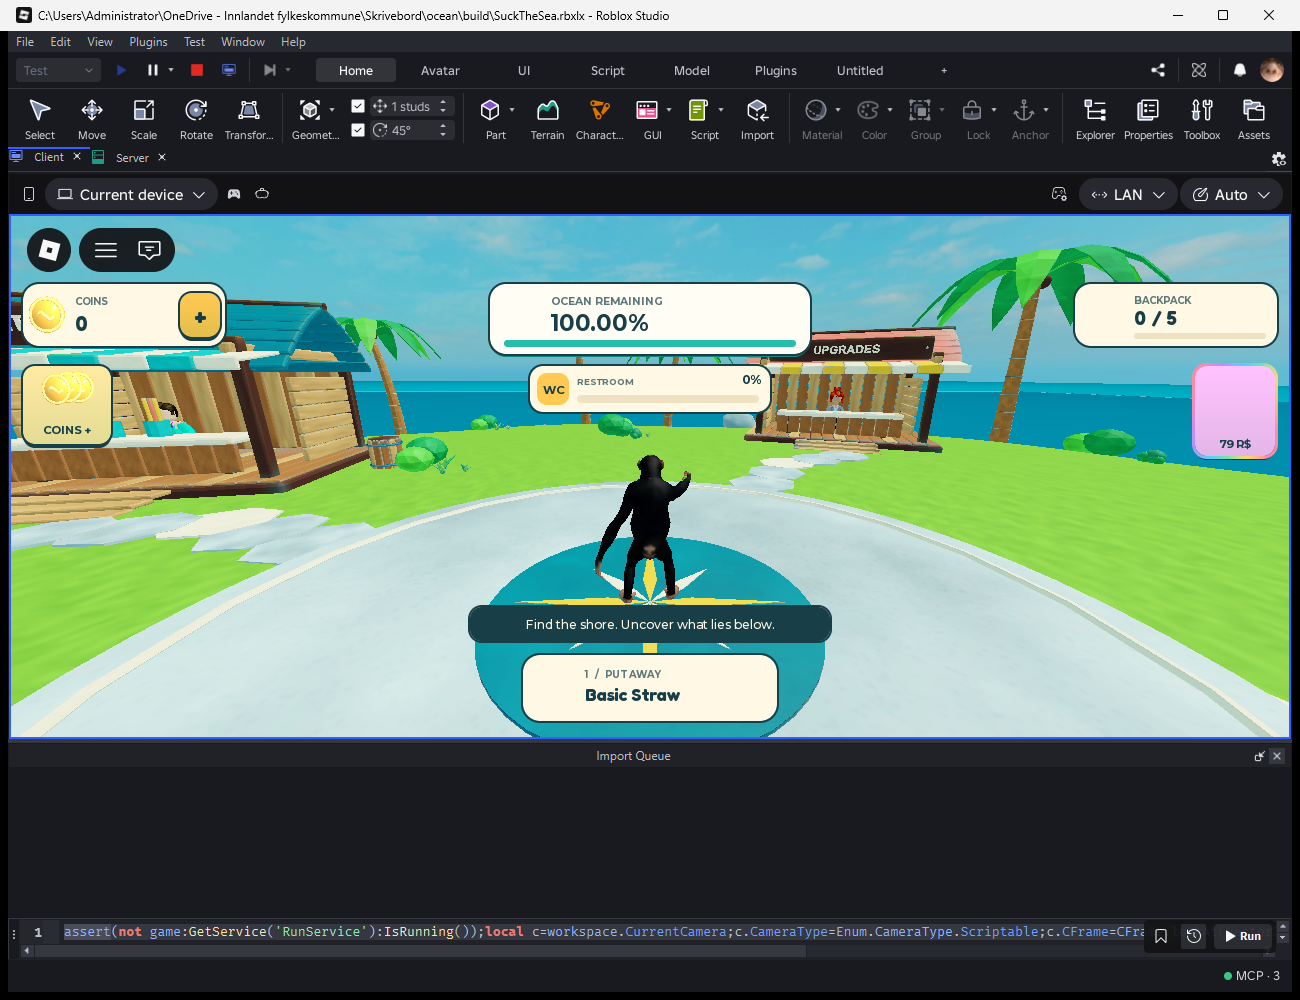 C:\Users\Administrator\OneDrive - Innlandet fylkeskommune\Skrivebord\ocean\build\SuckTheSea.rbxlx - Roblox Studio
File Edit View Plugins Test Window Help
Test Home Avatar UI Script Model Plugins Untitled +
1 studs
45°
Select Move Scale Rotate Transfor... Geomet... Part Terrain Charact... GUI Script Import Material Color Group Lock Anchor Explorer Properties Toolbox Assets
Client Server
Current device LAN Auto
COINS
0
+
OCEAN REMAINING
100.00%
BACKPACK
0 / 5
UPGRADES
WC RESTROOM 0%
COINS +
79 R$
Find the shore. Uncover what lies below.
1 / PUT AWAY
Basic Straw
Import Queue
1 assert(not game:GetService('RunService'):IsRunning());local c=workspace.CurrentCamera;c.CameraType=Enum.CameraType.Scriptable;c.CFrame=CFra
Run
MCP · 3